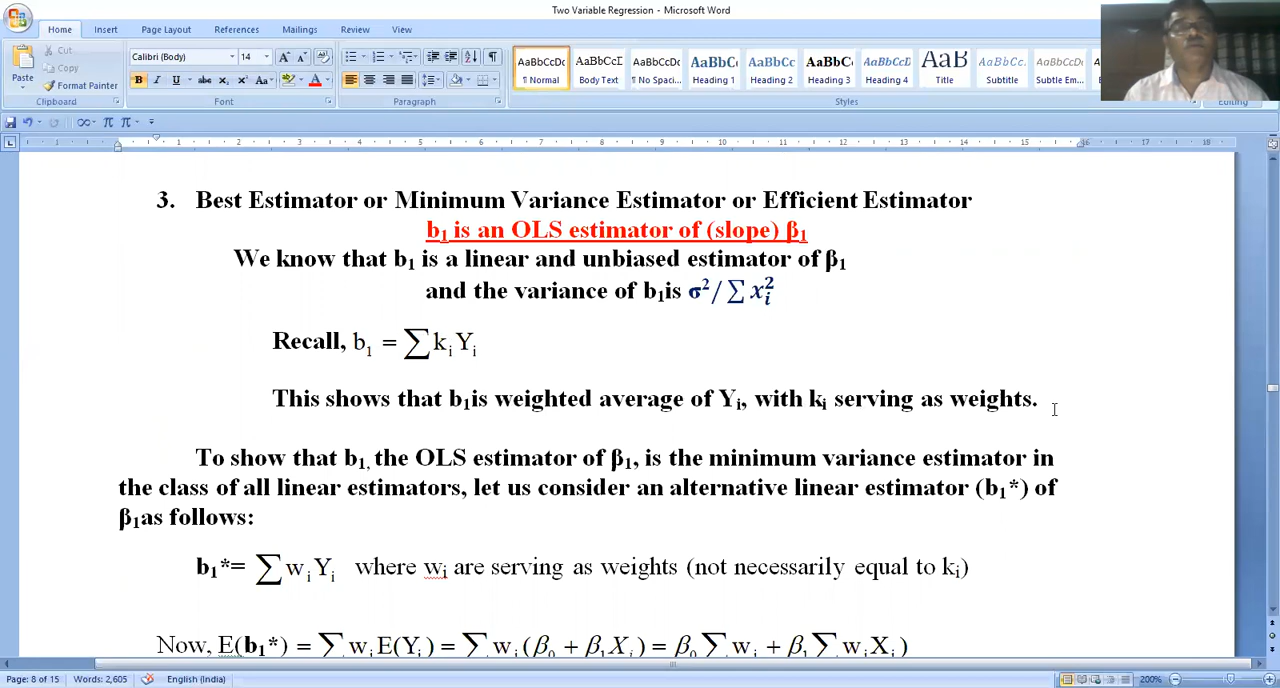 Two Variable Regression - Microsoft Word
Home Insert Page Layout References Mailings Review View
Cut
Copy
Format Painter
Paste
Calibri (Body) 14
AaBbCcDc AaBbCcD AaBbCcDc AaBbC AaBbCc AaBbC AaBbCcD AaB AaBbCc. AaBbCcDc
¶ Normal Body Text ¶ No Spaci... Heading 1 Heading 2 Heading 3 Heading 4 Title Subtitle Subtle Em...
Clipboard Font Paragraph Styles Editing
3. Best Estimator or Minimum Variance Estimator or Efficient Estimator
b₁ is an OLS estimator of (slope) β₁
We know that b₁ is a linear and unbiased estimator of β₁
and the variance of b₁is σ²/ ∑ xᵢ²
Recall, b₁ = ∑kᵢYᵢ
This shows that b₁is weighted average of Yᵢ, with kᵢ serving as weights.
To show that b₁, the OLS estimator of β₁, is the minimum variance estimator in
the class of all linear estimators, let us consider an alternative linear estimator (b₁*) of
β₁as follows:
b₁*= ∑wᵢYᵢ where wᵢ are serving as weights (not necessarily equal to kᵢ)
Now, E(b₁*) = ∑wᵢE(Yᵢ) = ∑wᵢ(β₀ + β₁Xᵢ) = β₀∑wᵢ + β₁∑wᵢXᵢ)
Page: 8 of 15 Words: 2,605 English (India) 200%